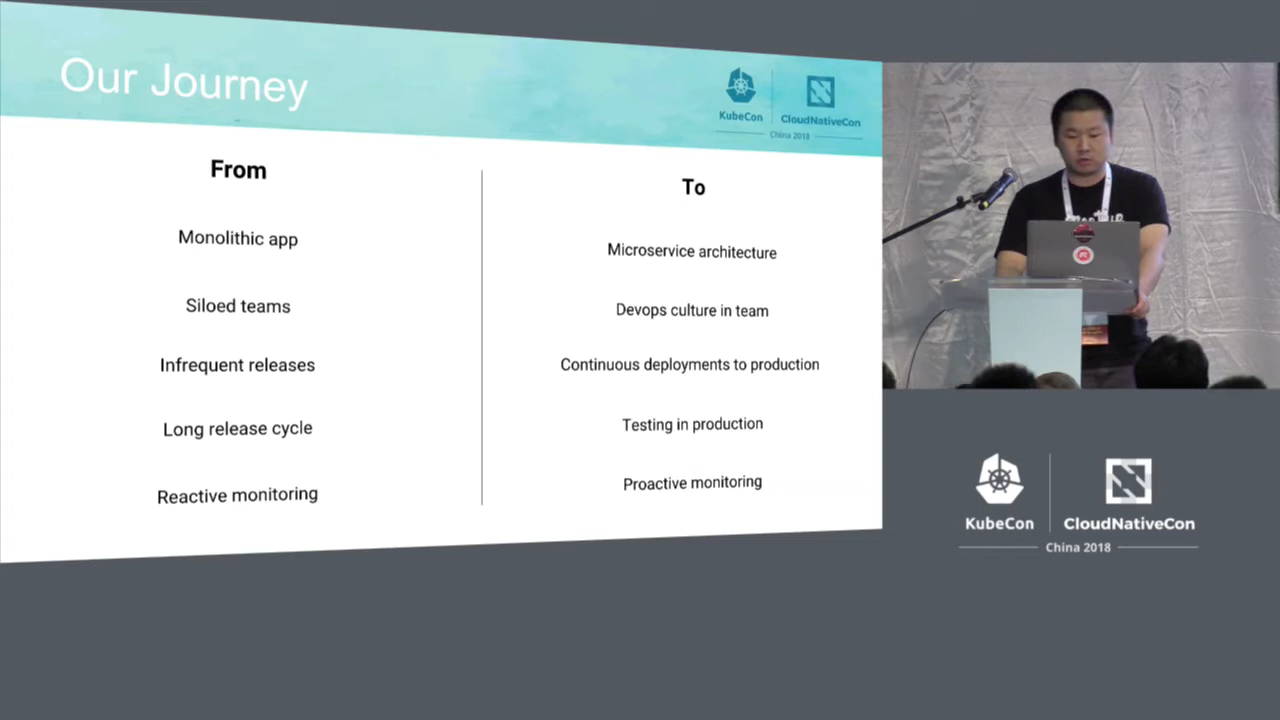 Our Journey
KubeCon
CloudNativeCon
China 2018
From
To
Monolithic app
Microservice architecture
Siloed teams
Devops culture in team
Infrequent releases
Continuous deployments to production
Long release cycle
Testing in production
Reactive monitoring
Proactive monitoring
KubeCon
CloudNativeCon
China 2018